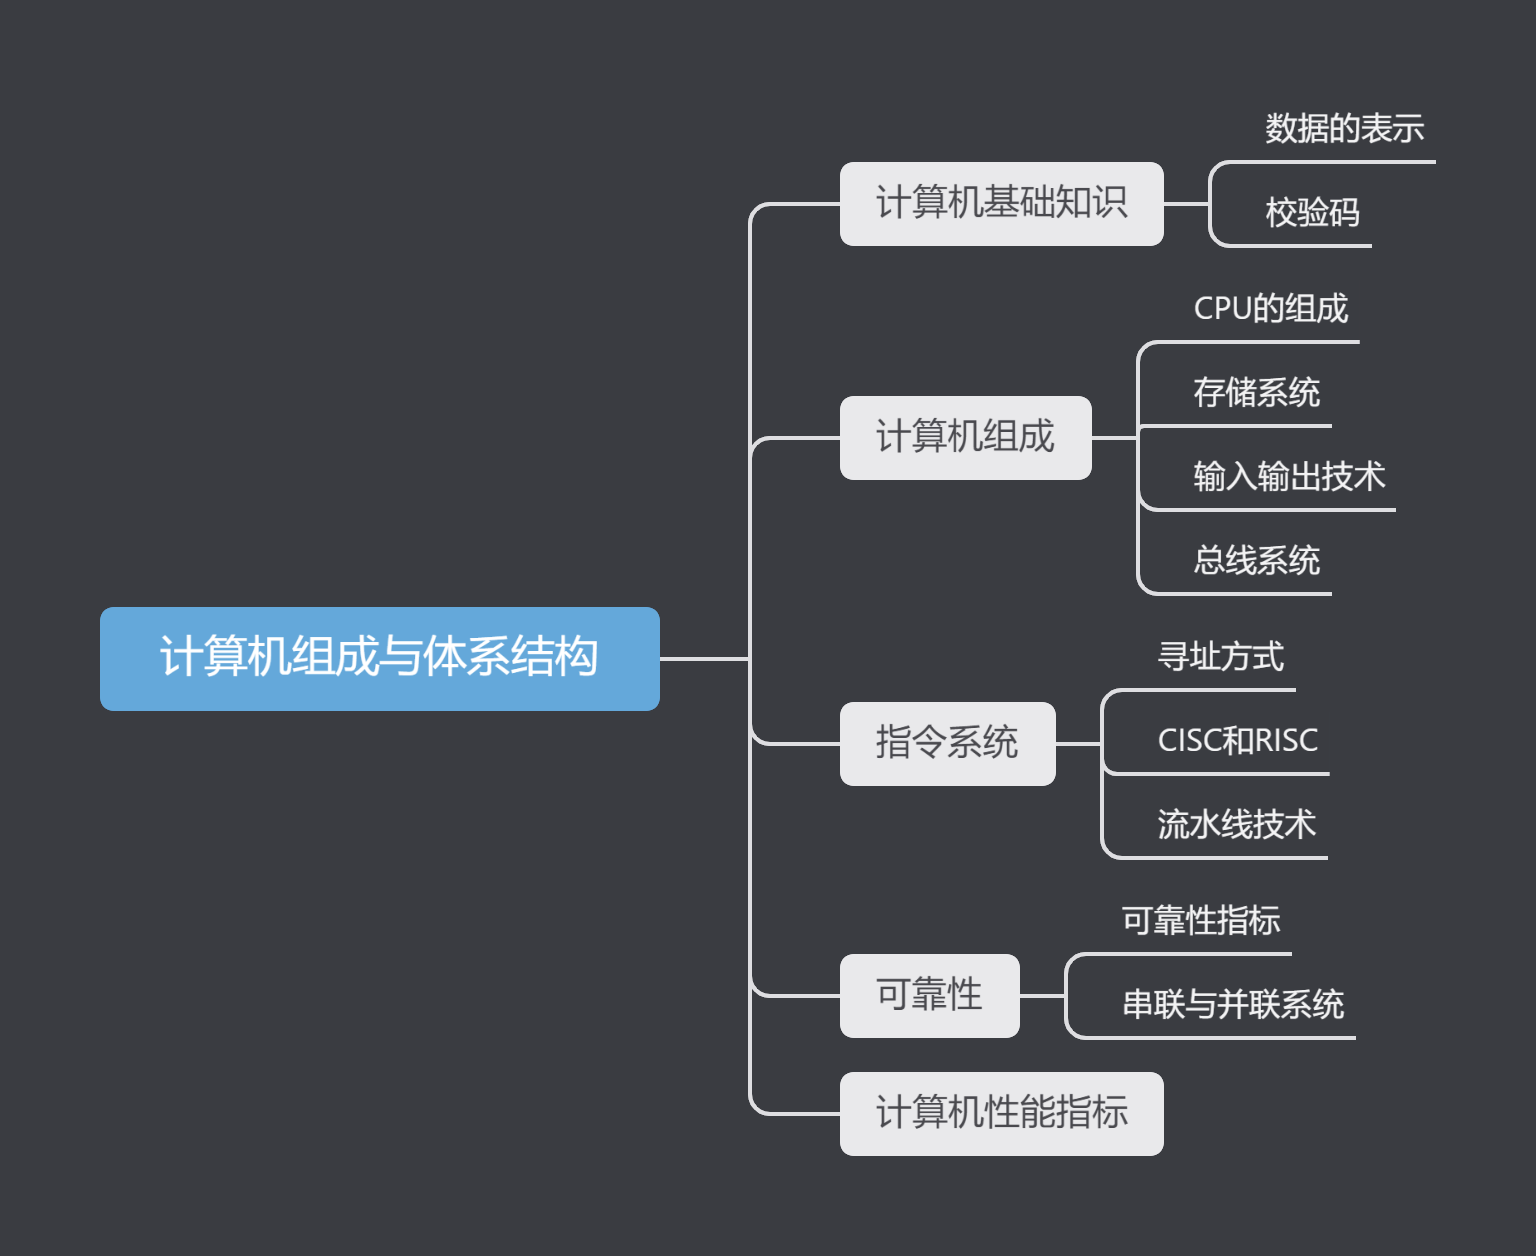 计算机组成与体系结构
计算机基础知识
数据的表示
校验码
计算机组成
CPU的组成
存储系统
输入输出技术
总线系统
指令系统
寻址方式
CISC和RISC
流水线技术
可靠性
可靠性指标
串联与并联系统
计算机性能指标